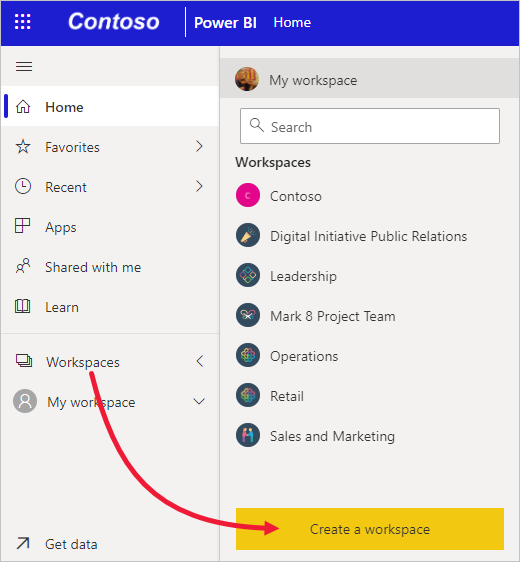 Contoso
Power BI
Home
Home
Favorites
Recent
Apps
Shared with me
Learn
Workspaces
My workspace
Get data
My workspace
Search
Workspaces
C
Contoso
Digital Initiative Public Relations
Leadership
Mark 8 Project Team
Operations
Retail
Sales and Marketing
Create a workspace